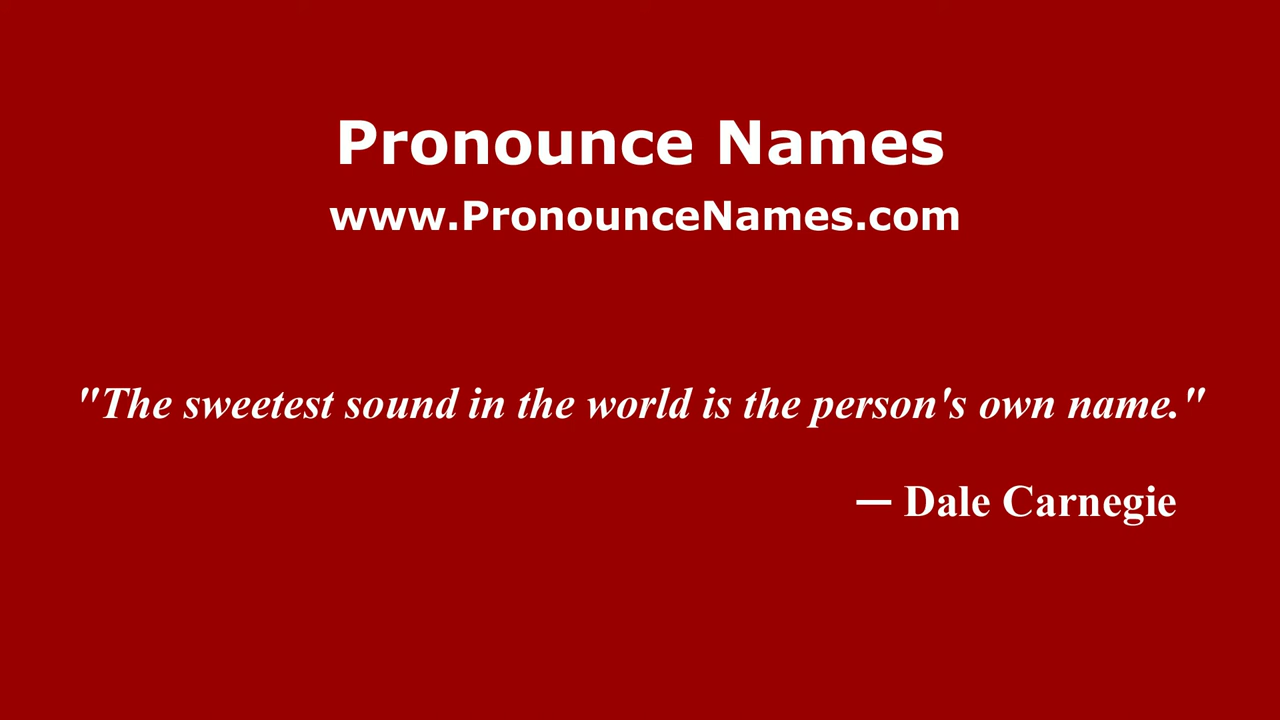 Pronounce Names
www.PronounceNames.com
"The sweetest sound in the world is the person's own name."
— Dale Carnegie